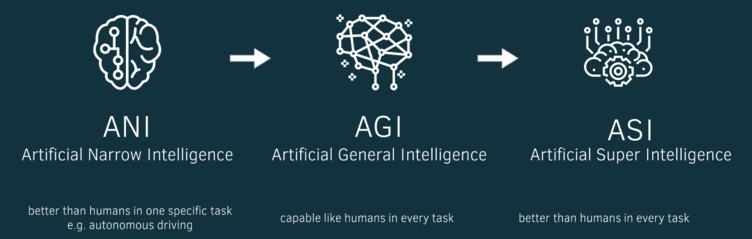 ANI
Artificial Narrow Intelligence
better than humans in one specific task
e.g. autonomous driving
AGI
Artificial General Intelligence
capable like humans in every task
ASI
Artificial Super Intelligence
better than humans in every task